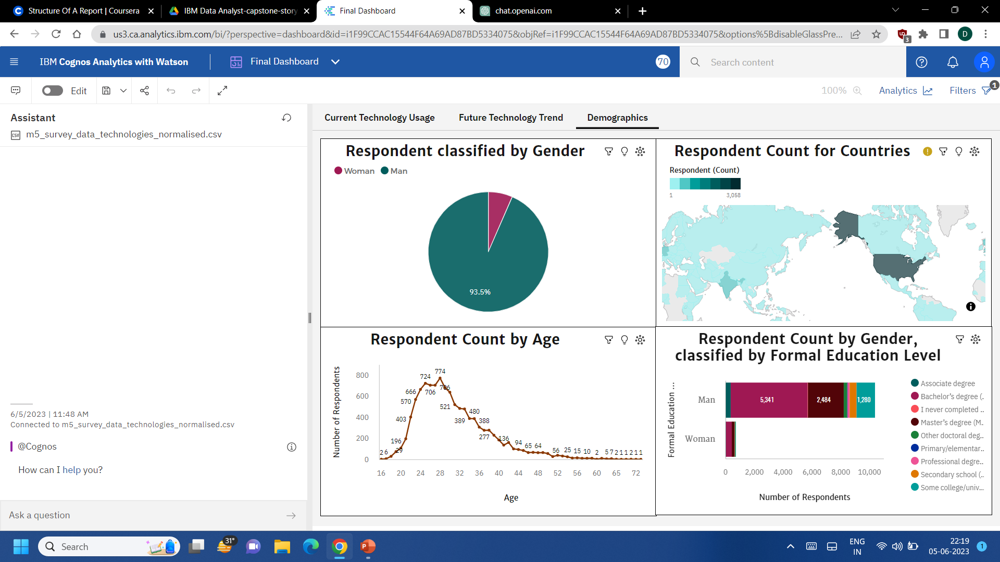 Structure Of A Report | Coursera
IBM Data Analyst-capstone-story
Final Dashboard
chat.openai.com
us3.ca.analytics.ibm.com/bi/?perspective=dashboard&id=i1F99CCAC15544F64A69AD87BD5334075&objRef=i1F99CCAC15544F64A69AD87BD5334075&options%5BdisableGlassPre...
3
D
IBM Cognos Analytics with Watson
Final Dashboard
70
Search content
Edit
100%
Analytics
Filters
1
Assistant
CSV
m5_survey_data_technologies_normalised.csv
Current Technology Usage
Future Technology Trend
Demographics
Respondent classified by Gender
Woman
Man
93.5%
Respondent Count for Countries
Respondent (Count)
1
3,058
Respondent Count by Age
Number of Respondents
800
600
400
200
0
2 6
29
196
403
570
666
724
706
774
706
521
389
480
388
277
136
94
65 64
56
25
15
10
2
5 7 2 1 1 2 1 1
16 20 24 28 32 36 40 44 48 52 56 60 65 72
Age
Respondent Count by Gender,
classified by Formal Education Level
Formal Education ...
Man
5,341
2,484
1,280
Woman
0 2,000 4,000 6,000 8,000 10,000
Number of Respondents
Associate degree
Bachelor's degree (..
I never completed ..
Master's degree (M..
Other doctoral deg..
Primary/elementar..
Professional degre..
Secondary school (..
Some college/univ...
6/5/2023 | 11:48 AM
Connected to m5_survey_data_technologies_normalised.csv
@Cognos
How can I help you?
Ask a question
Search
31°
P
ENG
IN
22:19
05-06-2023
1